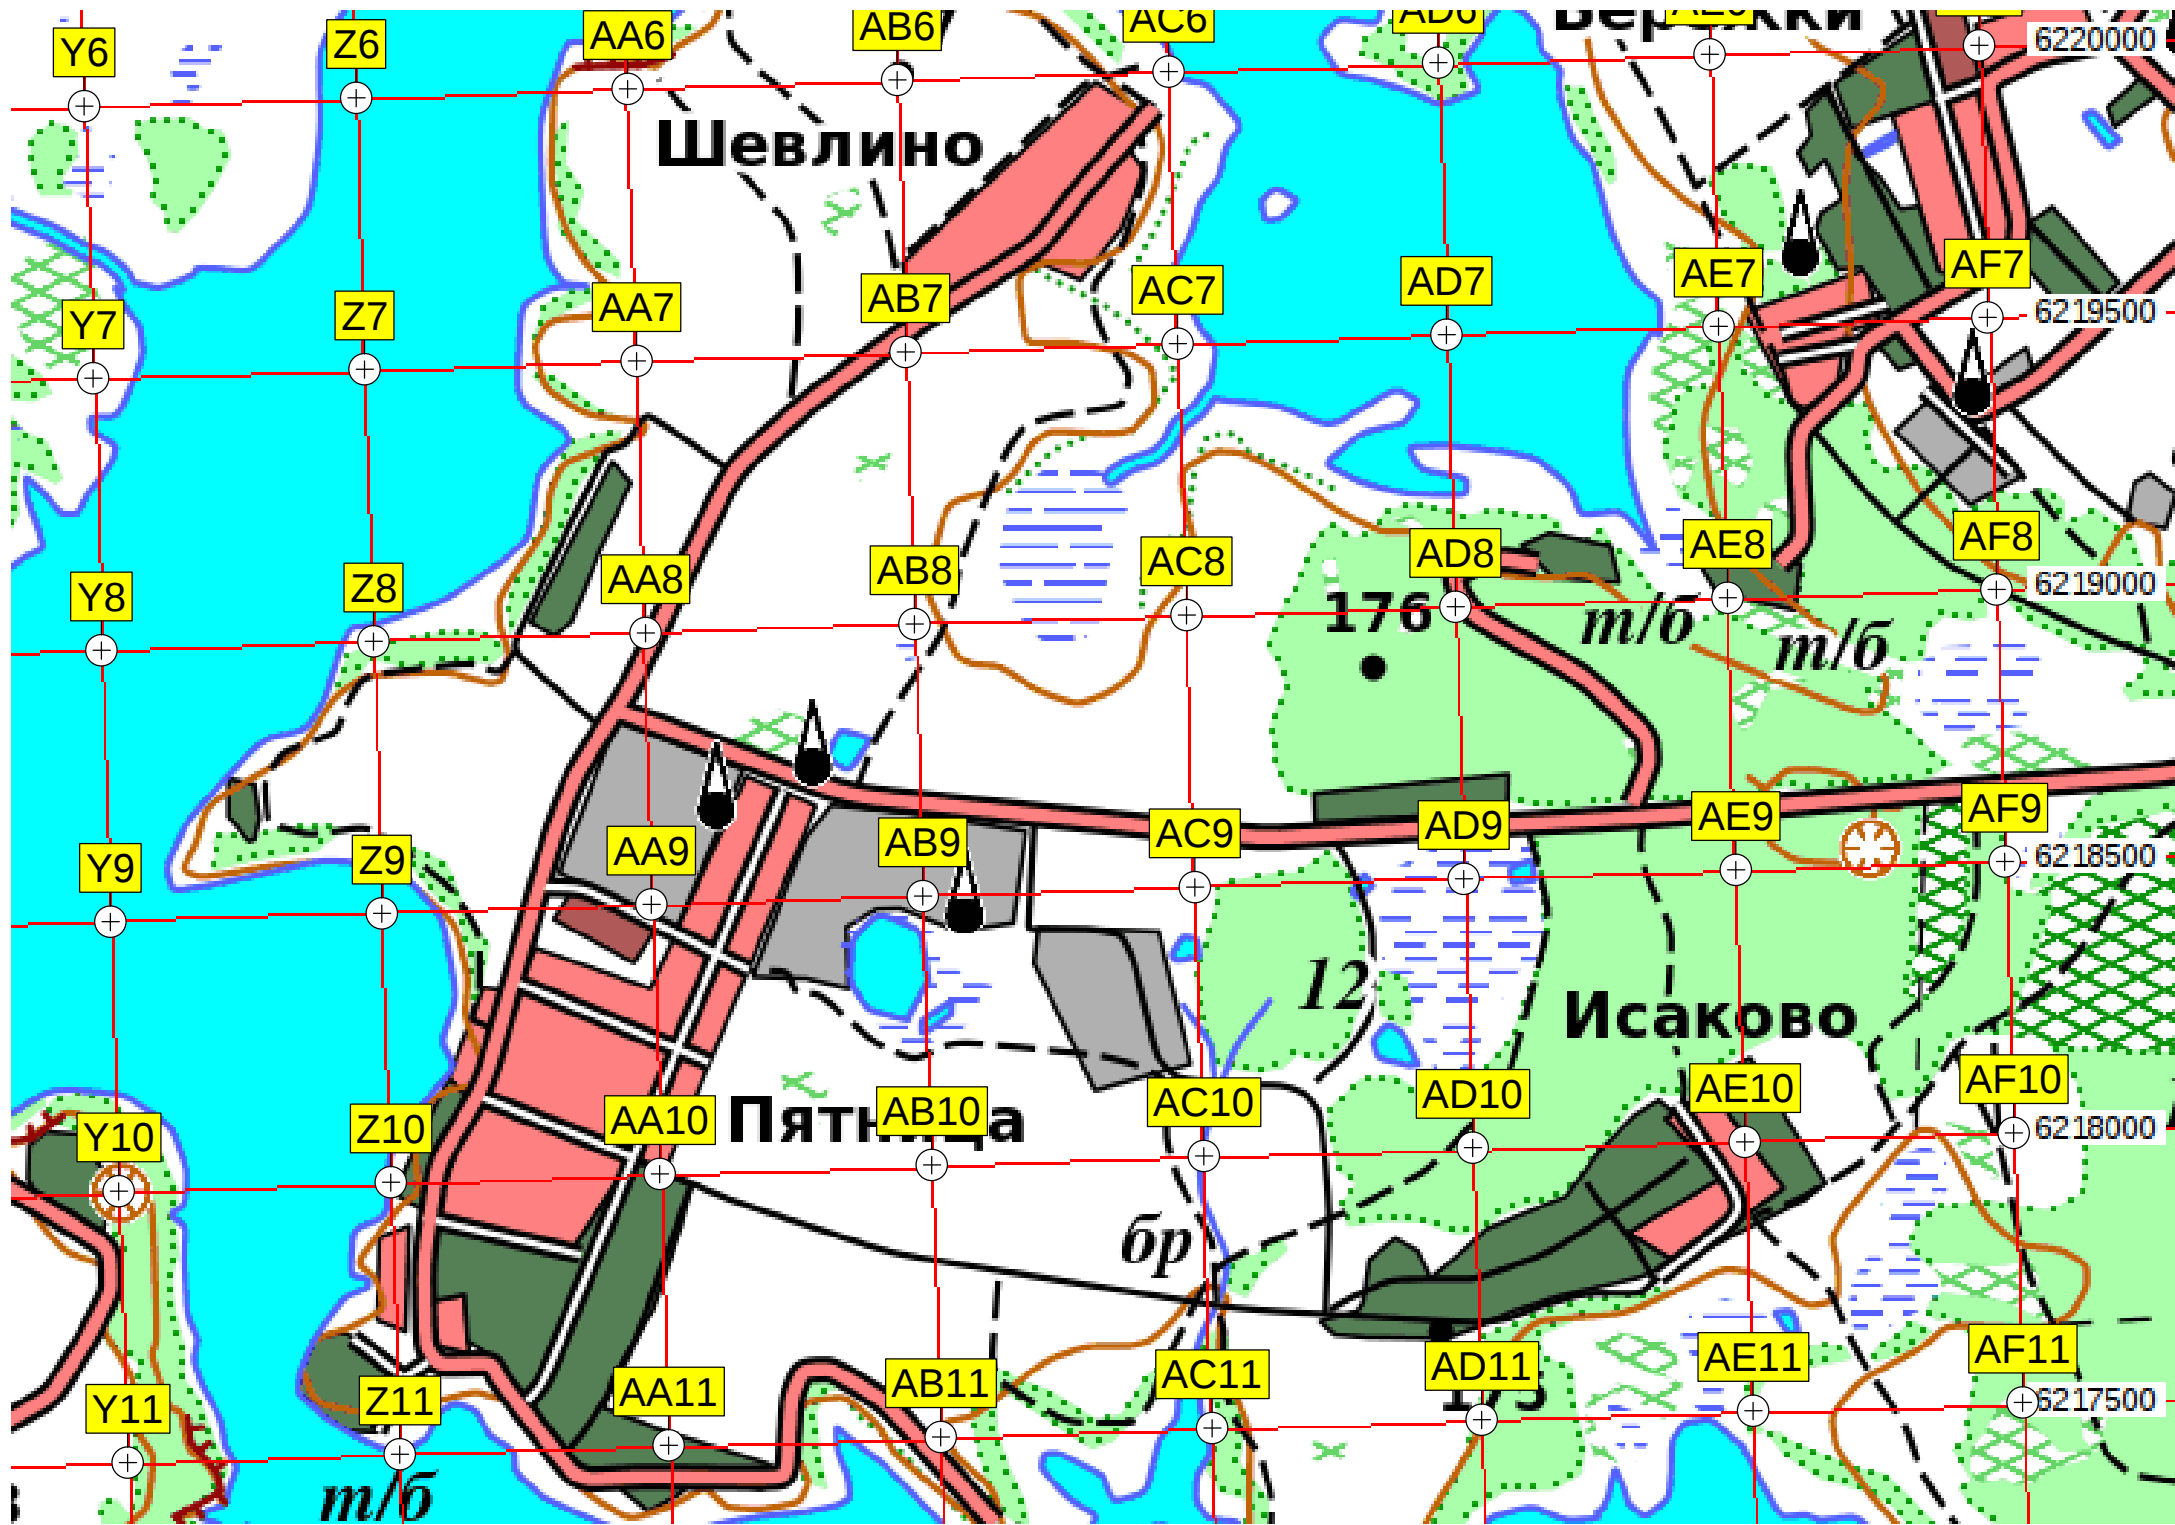 Y6 Z6 AA6 AB6 AC6 AD6 AE6 Бережки
6220000
Шевлино
Y7 Z7 AA7 AB7 AC7 AD7 AE7 AF7
6219500
Y8 Z8 AA8 AB8 AC8 AD8 AE8 AF8
6219000
176 т/б т/б
Y9 Z9 AA9 AB9 AC9 AD9 AE9 AF9
6218500
12 Исаково
Y10 Z10 AA10 Пятница AB10 AC10 AD10 AE10 AF10
6218000
бр
Y11 Z11 AA11 AB11 AC11 AD11 AE11 AF11
6217500
т/б